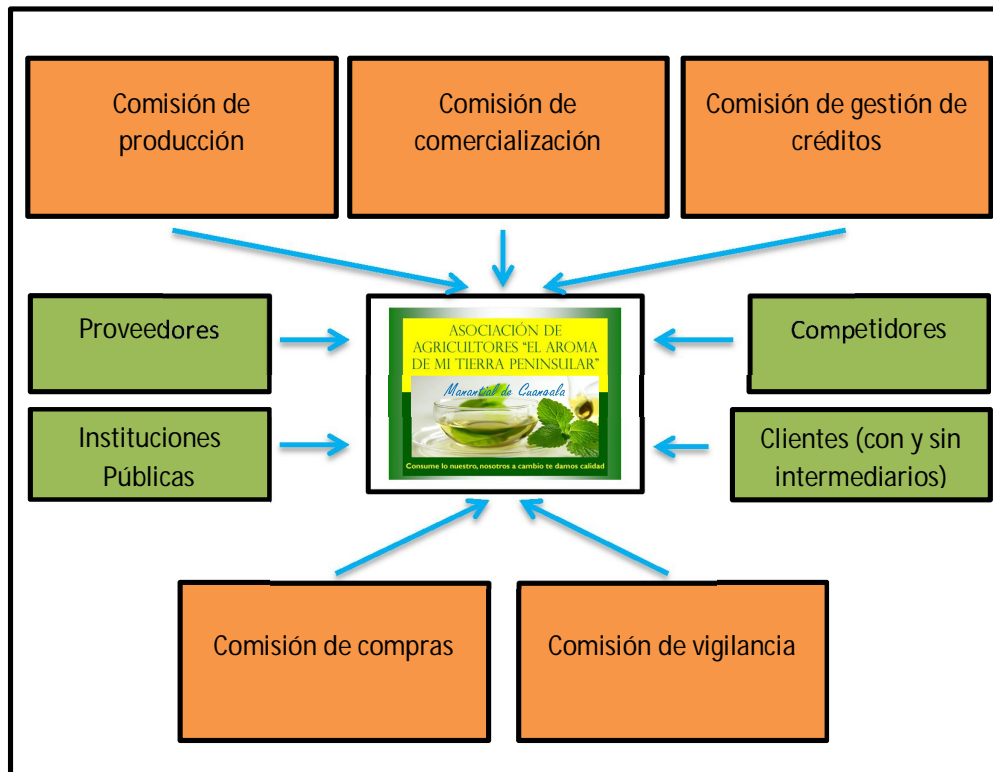 Comisión de
producción
Comisión de
comercialización
Comisión de gestión de
créditos
Proveedores
Instituciones
Públicas
ASOCIACIÓN DE
AGRICULTORES “EL AROMA
DE MI TIERRA PENINSULAR”
Manantial de Guangala
Consume lo nuestro, nosotros a cambio te damos calidad
Competidores
Clientes (con y sin
intermediarios)
Comisión de compras
Comisión de vigilancia